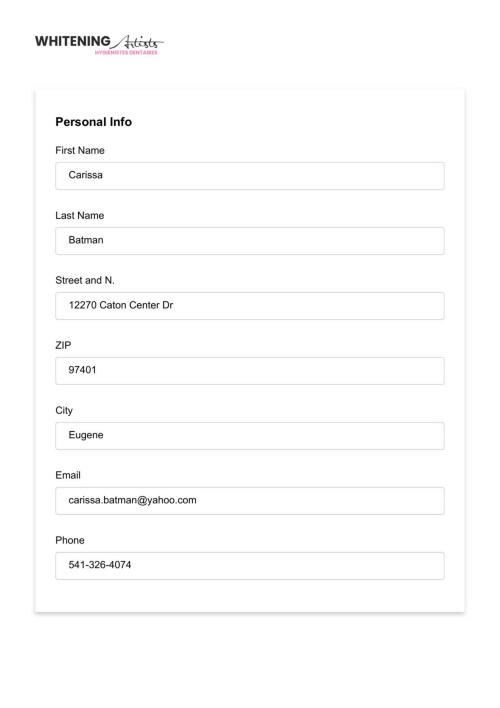 WHITENING Artists
HYGIÉNISTES DENTAIRES
Personal Info
First Name
Carissa
Last Name
Batman
Street and N.
12270 Caton Center Dr
ZIP
97401
City
Eugene
Email
carissa.batman@yahoo.com
Phone
541-326-4074